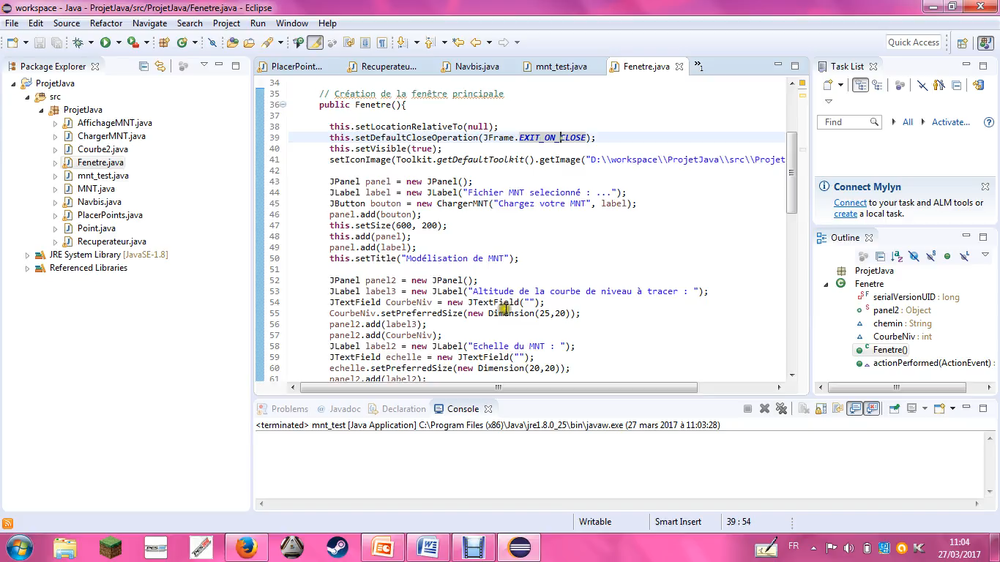 workspace - Java - ProjetJava/src/ProjetJava/Fenetre.java - Eclipse
File Edit Source Refactor Navigate Search Project Run Window Help
Quick Access
Package Explorer
ProjetJava
src
ProjetJava
AffichageMNT.java
ChargerMNT.java
Courbe2.java
Fenetre.java
mnt_test.java
MNT.java
Navbis.java
PlacerPoints.java
Point.java
Recuperateur.java
JRE System Library [JavaSE-1.8]
Referenced Libraries
PlacerPoint... Recuperateu... Navbis.java mnt_test.java Fenetre.java »1
34
35 // Création de la fenêtre principale
36 public Fenetre(){
37
38 this.setLocationRelativeTo(null);
39 this.setDefaultCloseOperation(JFrame.EXIT_ON_CLOSE);
40 this.setVisible(true);
41 setIconImage(Toolkit.getDefaultToolkit().getImage("D:\\workspace\\ProjetJava\\src\\Projet
42
43 JPanel panel = new JPanel();
44 JLabel label = new JLabel("Fichier MNT selecionné : ...");
45 JButton bouton = new ChargerMNT("Chargez votre MNT", label);
46 panel.add(bouton);
47 this.setSize(600, 200);
48 this.add(panel);
49 panel.add(label);
50 this.setTitle("Modélisation de MNT");
51
52 JPanel panel2 = new JPanel();
53 JLabel label3 = new JLabel("Altitude de la courbe de niveau à tracer : ");
54 JTextField CourbeNiv = new JTextField("");
55 CourbeNiv.setPreferredSize(new Dimension(25,20));
56 panel2.add(label3);
57 panel2.add(CourbeNiv);
58 JLabel label2 = new JLabel("Echelle du MNT : ");
59 JTextField echelle = new JTextField("");
60 echelle.setPreferredSize(new Dimension(20,20));
61 panel2.add(label2);
Task List
Find All Activate...
Connect Mylyn
Connect to your task and ALM tools or
create a local task.
Outline
ProjetJava
Fenetre
serialVersionUID : long
panel2 : Object
chemin : String
CourbeNiv : int
Fenetre()
actionPerformed(ActionEvent) :
Problems @ Javadoc Declaration Console
<terminated> mnt_test [Java Application] C:\Program Files (x86)\Java\jre1.8.0_25\bin\javaw.exe (27 mars 2017 à 11:03:28)
Writable Smart Insert 39 : 54
FR
11:04
27/03/2017